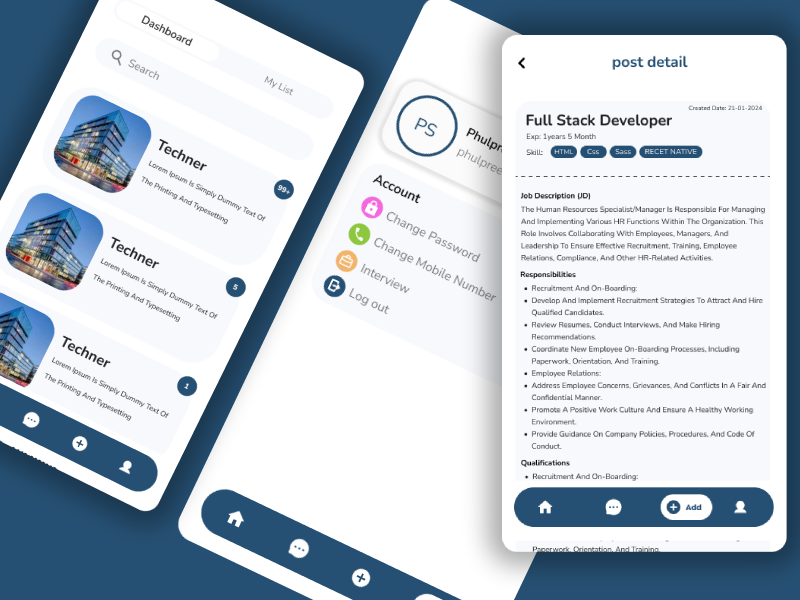 Dashboard
My List
Search
Techner
Lorem Ipsum Is Simply Dummy Text Of
The Printing And Typesetting
99+
Techner
Lorem Ipsum Is Simply Dummy Text Of
The Printing And Typesetting
5
Techner
Lorem Ipsum Is Simply Dummy Text Of
The Printing And Typesetting
1
PS
Account
Change Password
Change Mobile Number
Interview
Log out
post detail
Created Date: 21-01-2024
Full Stack Developer
Exp: 1years 5 Month
Skill: HTML Css Sass RECET NATIVE
Job Description (JD)
The Human Resources Specialist/Manager Is Responsible For Managing
And Implementing Various HR Functions Within The Organization. This
Role Involves Collaborating With Employees, Managers, And
Leadership To Ensure Effective Recruitment, Training, Employee
Relations, Compliance, And Other HR-Related Activities.
Responsibilities
• Recruitment And On-Boarding:
• Develop And Implement Recruitment Strategies To Attract And Hire
Qualified Candidates.
• Review Resumes, Conduct Interviews, And Make Hiring
Recommendations.
• Coordinate New Employee On-Boarding Processes, Including
Paperwork, Orientation, And Training.
• Employee Relations:
• Address Employee Concerns, Grievances, And Conflicts In A Fair And
Confidential Manner.
• Promote A Positive Work Culture And Ensure A Healthy Working
Environment.
• Provide Guidance On Company Policies, Procedures, And Code Of
Conduct.
Qualifications
• Recruitment And On-Boarding:
Add
Paperwork, Orientation, And Training.